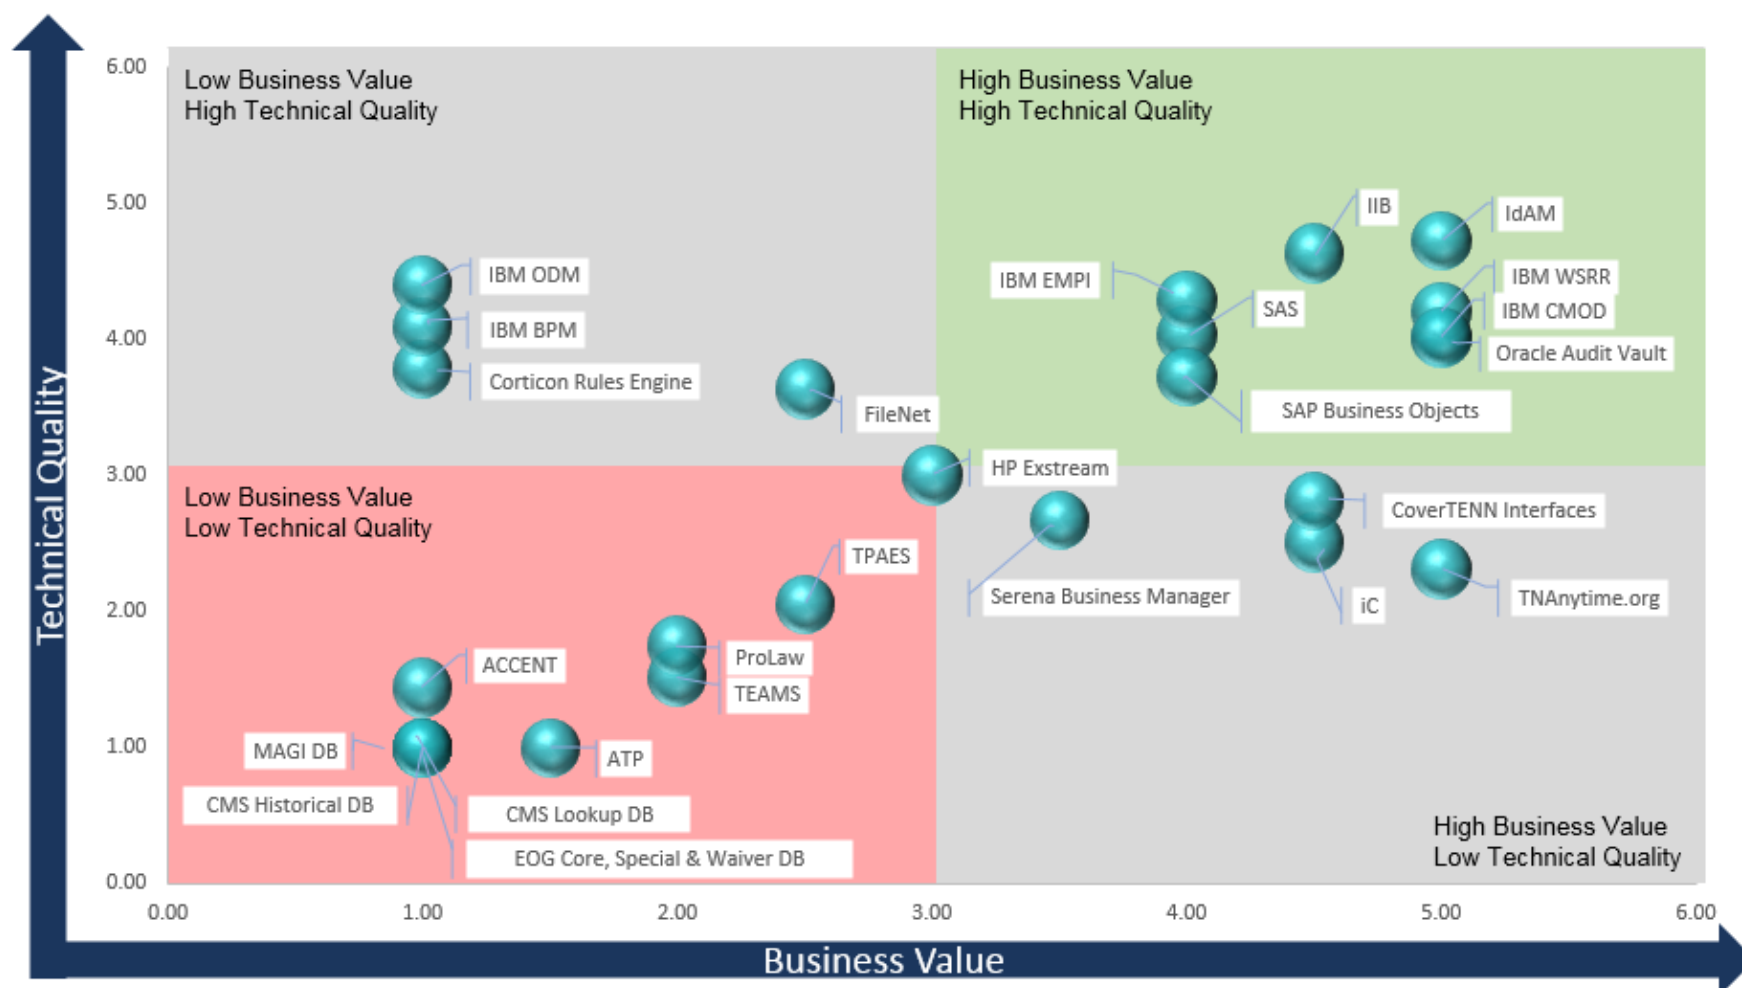 6.00
Low Business Value
High Technical Quality
High Business Value
High Technical Quality
5.00
IIB
IdAM
IBM ODM
IBM EMPI
IBM WSRR
SAS
IBM CMOD
4.00
IBM BPM
Oracle Audit Vault
Corticon Rules Engine
FileNet
SAP Business Objects
3.00
HP Exstream
Low Business Value
Low Technical Quality
CoverTENN Interfaces
TPAES
2.00
Serena Business Manager
iC
TNAnytime.org
ACCENT
ProLaw
TEAMS
1.00
MAGI DB
ATP
CMS Historical DB
CMS Lookup DB
EOG Core, Special & Waiver DB
High Business Value
Low Technical Quality
0.00
0.00 1.00 2.00 3.00 4.00 5.00 6.00
Technical Quality
Business Value